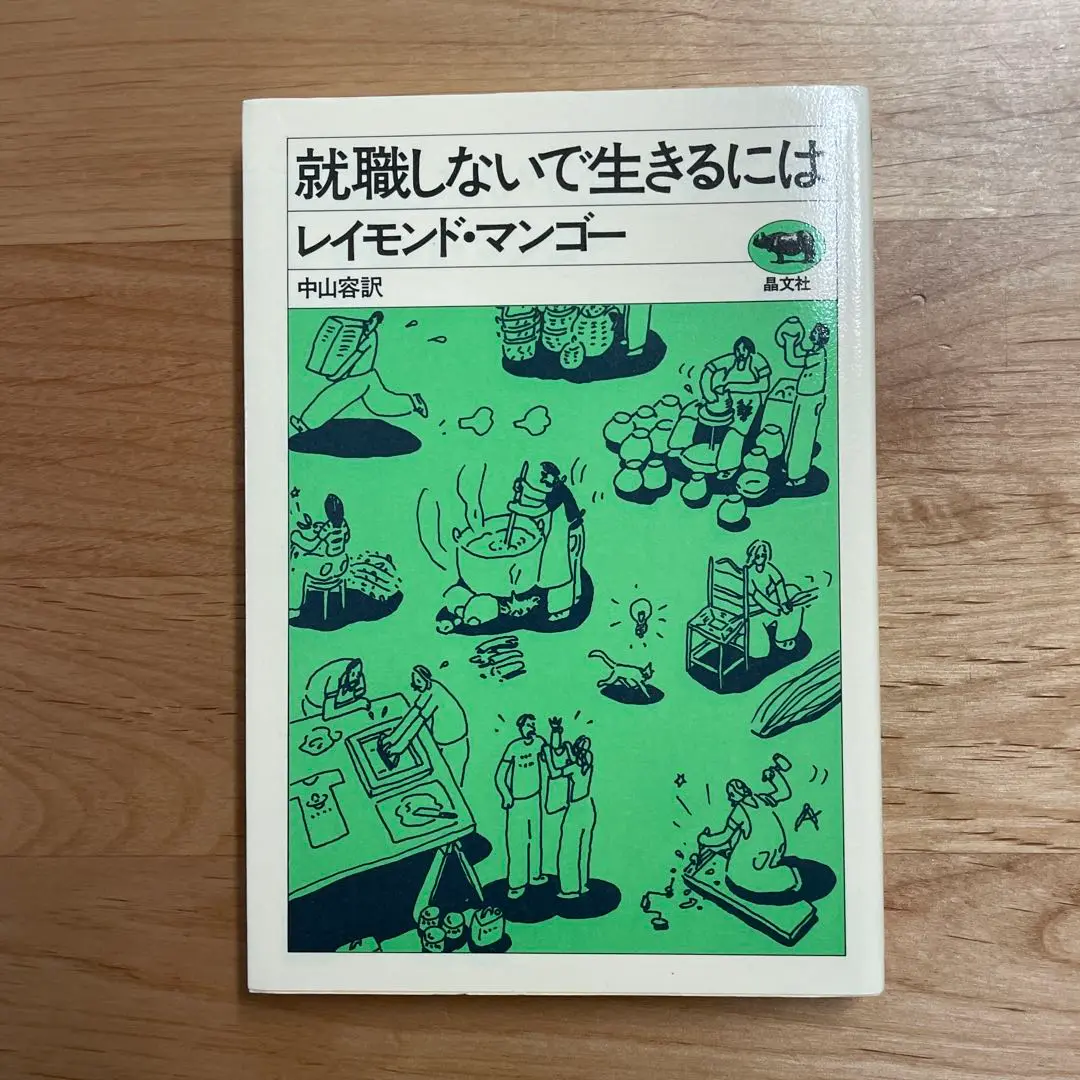 就職しないで生きるには
レイモンド・マンゴー
中山容訳
晶文社